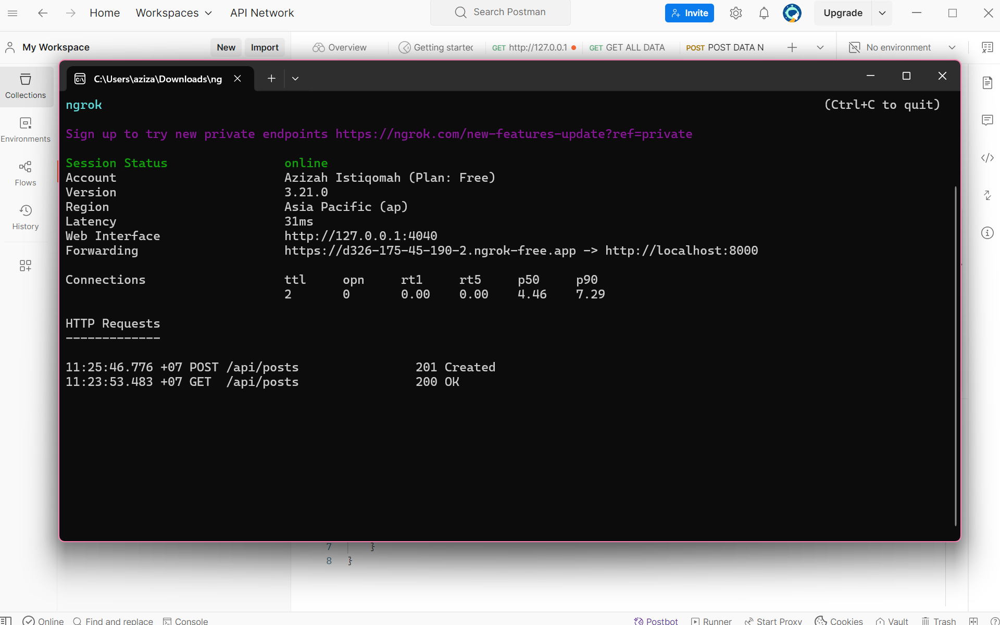 Home Workspaces API Network Search Postman Invite Upgrade
My Workspace New Import Overview Getting started GET http://127.0.0.1 GET GET ALL DATA POST POST DATA N No environment
C:\Users\aziza\Downloads\ng
Collections
Environments
Flows
History
ngrok (Ctrl+C to quit)
Sign up to try new private endpoints https://ngrok.com/new-features-update?ref=private
Session Status online
Account Azizah Istiqomah (Plan: Free)
Version 3.21.0
Region Asia Pacific (ap)
Latency 31ms
Web Interface http://127.0.0.1:4040
Forwarding https://d326-175-45-190-2.ngrok-free.app -> http://localhost:8000
Connections ttl opn rt1 rt5 p50 p90
2 0 0.00 0.00 4.46 7.29
HTTP Requests
-------------
11:25:46.776 +07 POST /api/posts 201 Created
11:23:53.483 +07 GET /api/posts 200 OK
7 }
8 }
Online Find and replace Console Postbot Runner Start Proxy Cookies Vault Trash